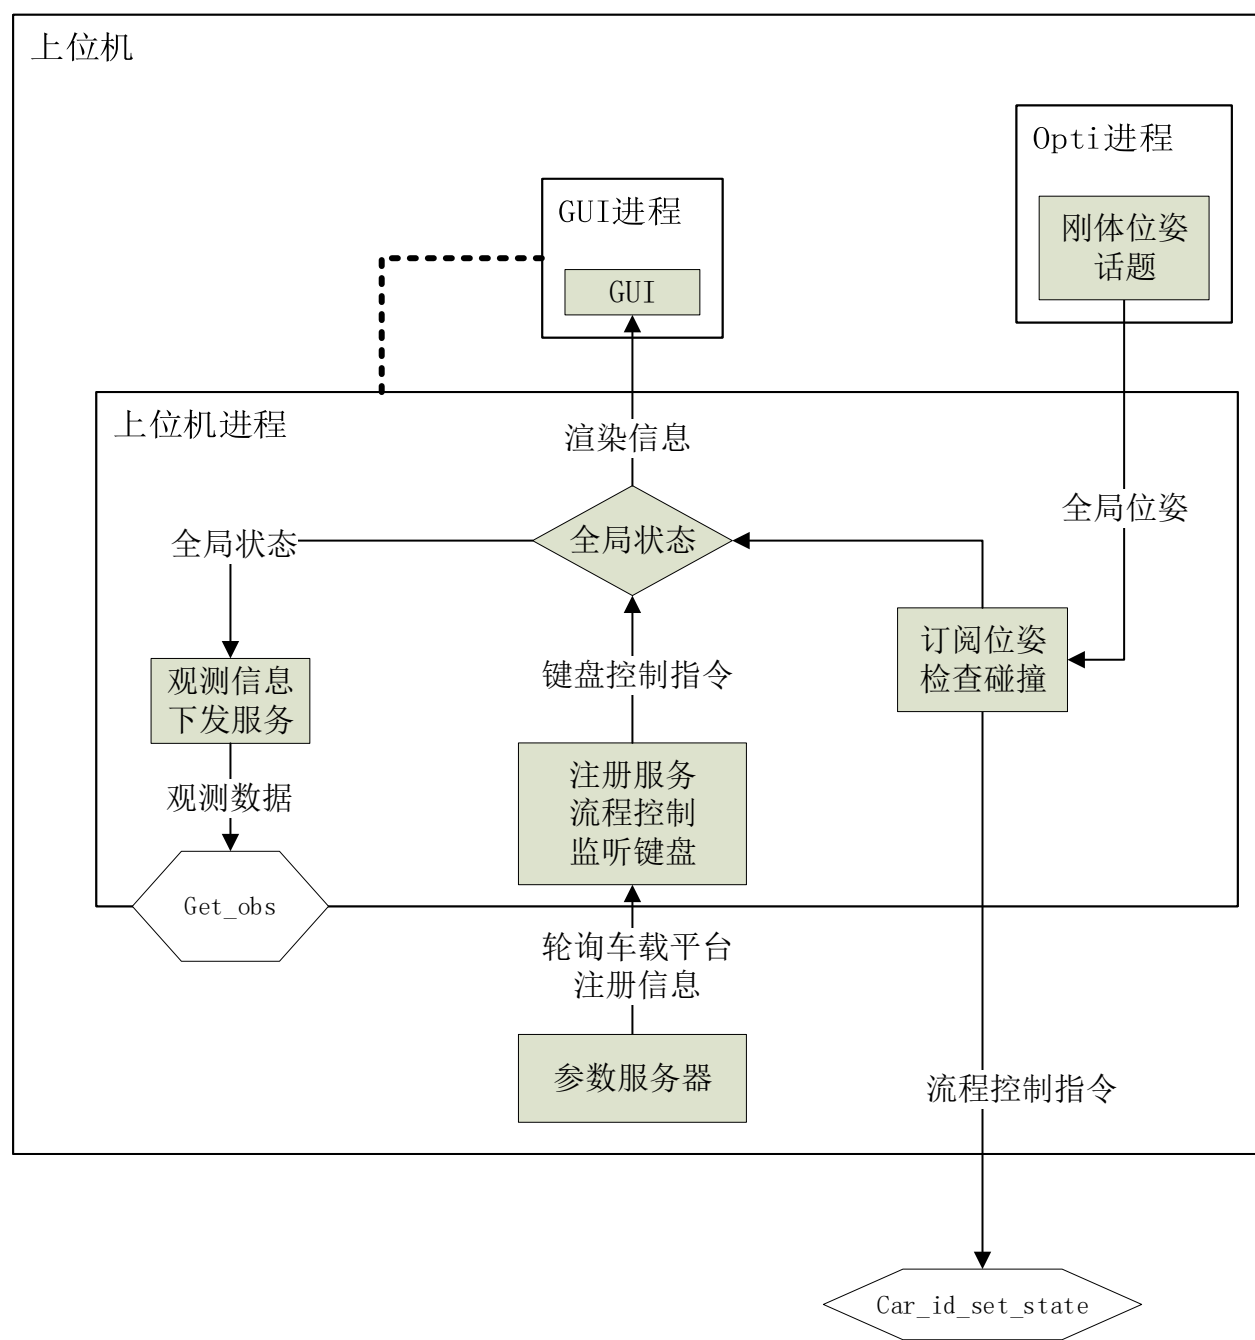 上位机
Opti进程
刚体位姿
话题
GUI进程
GUI
上位机进程
渲染信息
全局位姿
全局状态
全局状态
订阅位姿
检查碰撞
键盘控制指令
观测信息
下发服务
注册服务
流程控制
监听键盘
观测数据
Get_obs
轮询车载平台
注册信息
参数服务器
流程控制指令
Car_id_set_state